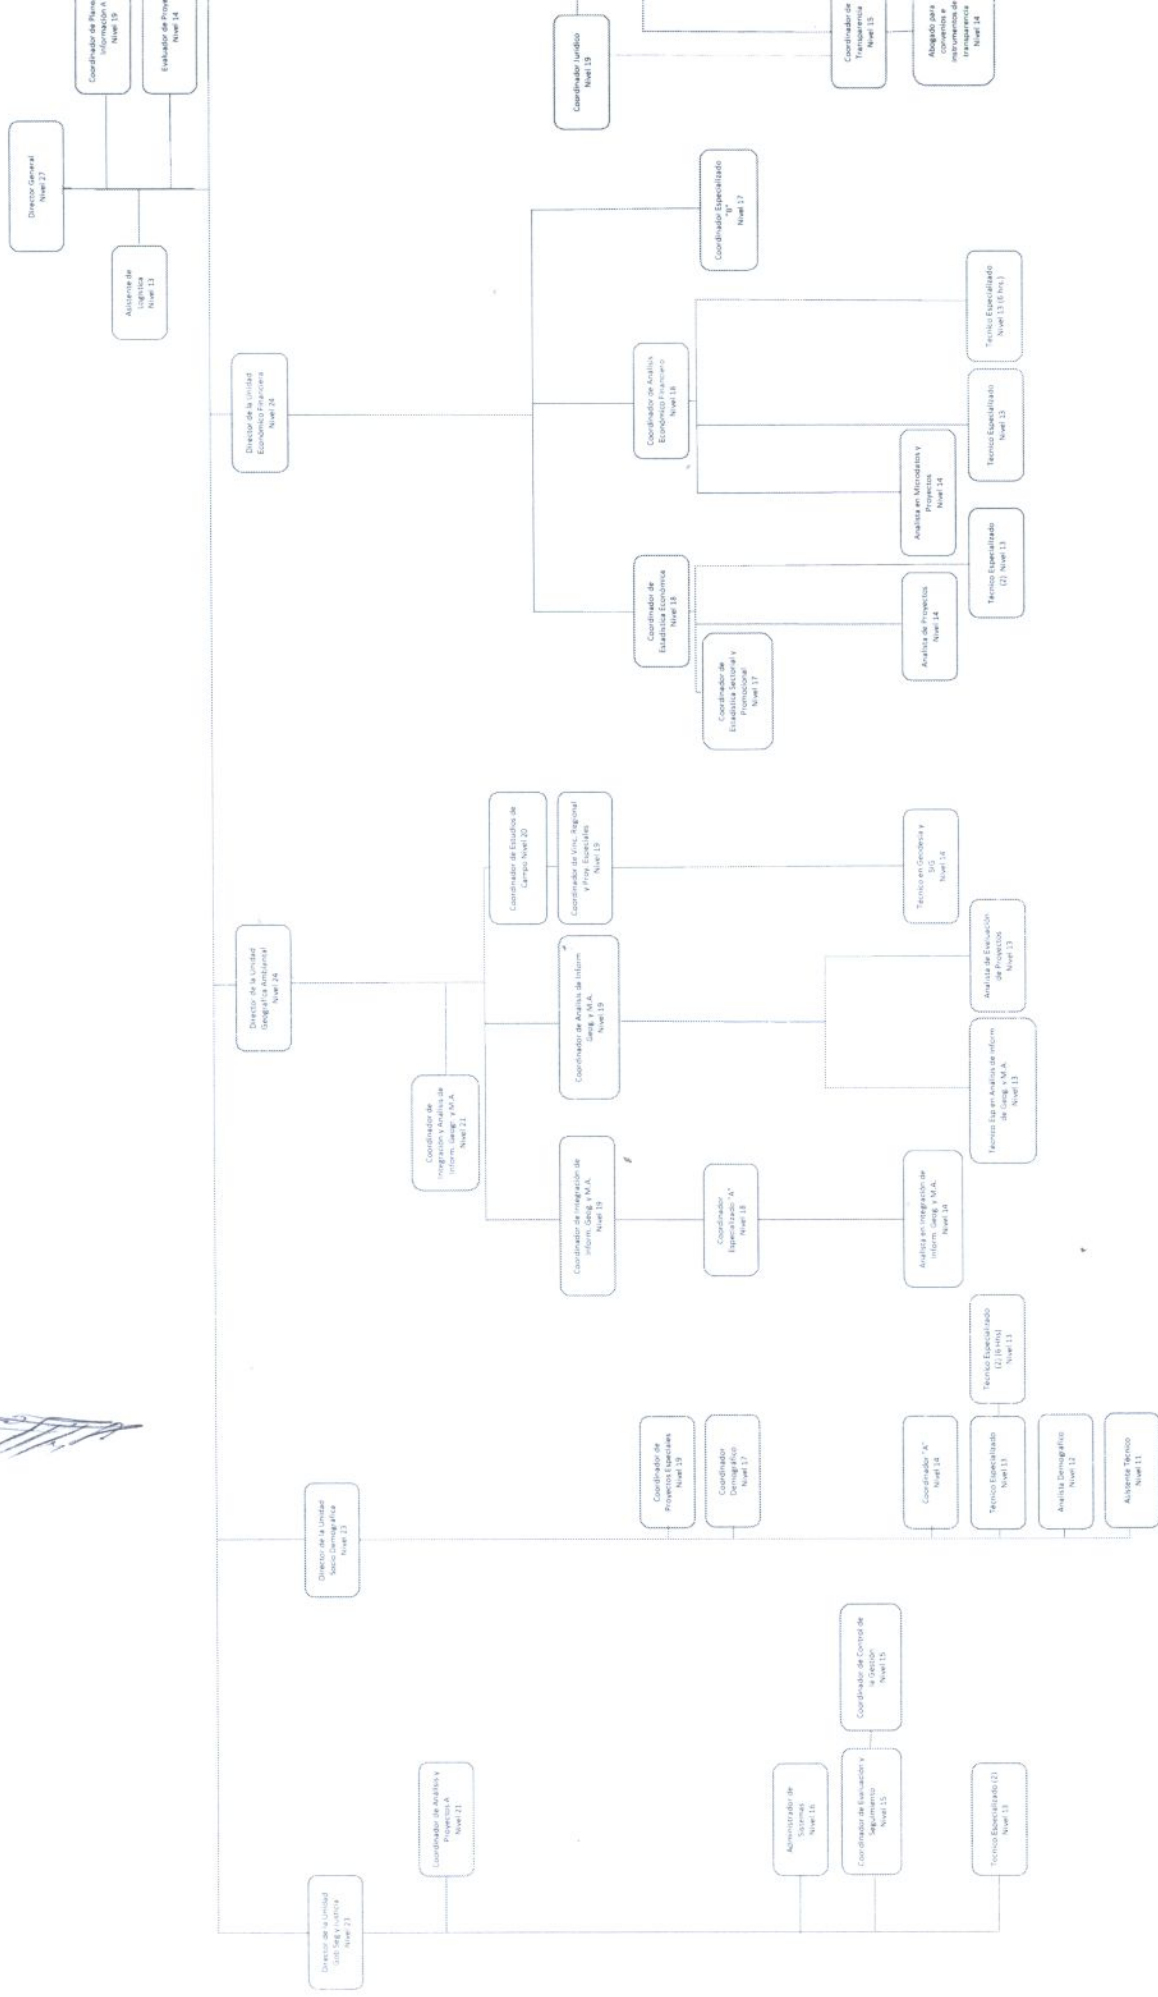 Director General
Nivel 27
Asistente de
Logística
Nivel 13
Coordinador de
Información A
Nivel 19
Evaluador de
Nivel 14
Director de la Unidad
Gob Seg y Justicia
Nivel 23
Coordinador de Análisis y
Proyectos A
Nivel 21
Administrador de
Sistemas
Nivel 16
Coordinador de Evaluación y
Seguimiento
Nivel 15
Coordinador de Control de
la Gestión
Nivel 15
Tecnico Especializado (2)
Nivel 13
Director de la Unidad
Socio Demográfica
Nivel 23
Coordinador de
Proyectos Especiales
Nivel 19
Coordinador
Demográfico
Nivel 17
Coordinador "A"
Nivel 14
Técnico Especializado
Nivel 13
Técnico Especializado
(2) (6 Hrs)
Nivel 13
Analista Demográfico
Nivel 12
Asistente Técnico
Nivel 11
Director de la Unidad
Geográfica Ambiental
Nivel 24
Coordinador de
Integración y Análisis de
Inform. Geogr. y M.A.
Nivel 21
Coordinador de Estudios de
Campo Nivel 20
Coordinador de Vinc. Regional
y Proy. Especiales
Nivel 19
Coordinador de Integración de
Inform. Geog. y M.A.
Nivel 19
Coordinador de Análisis de Inform
Geog. y M.A.
Nivel 19
Coordinador
Especializado "A"
Nivel 18
Analista en Integración de
Inform. Geog. y M.A.
Nivel 14
Técnico en Geodesia y
SIG
Nivel 14
Técnico Esp en Análisis de Inform
de Geog. y M.A.
Nivel 13
Analista de Evaluación
de Proyectos
Nivel 13
Director de la Unidad
Económico Financiera
Nivel 24
Coordinador de
Estadística Económica
Nivel 18
Coordinador de Análisis
Económico Financiero
Nivel 18
Coordinador Especializado
"B"
Nivel 17
Coordinador de
Estadística Sectorial y
Promocional
Nivel 17
Analista de Proyectos
Nivel 14
Analista en Microdatos y
Proyectos
Nivel 14
Técnico Especializado
(2) Nivel 13
Técnico Especializado
Nivel 13
Técnico Especializado
Nivel 13 (6 hrs.)
Coordinador Jurídico
Nivel 19
Coordinador de
Transparencia
Nivel 15
Abogado para
convenios e
instrumentos de
transparencia
Nivel 14